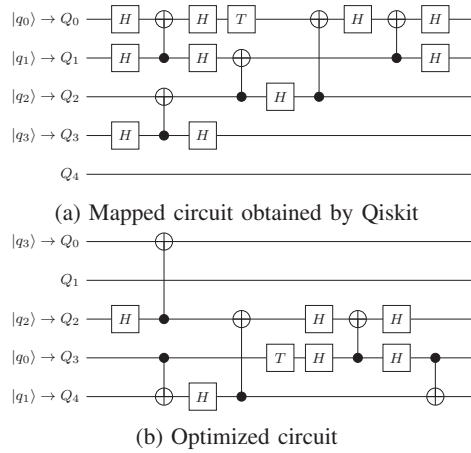 |q₀⟩ → Q₀ H H T H H
|q₁⟩ → Q₁ H H H
|q₂⟩ → Q₂ H
|q₃⟩ → Q₃ H H
Q₄
(a) Mapped circuit obtained by Qiskit
|q₃⟩ → Q₀
Q₁
|q₂⟩ → Q₂ H H H
|q₀⟩ → Q₃ T H H
|q₁⟩ → Q₄ H
(b) Optimized circuit